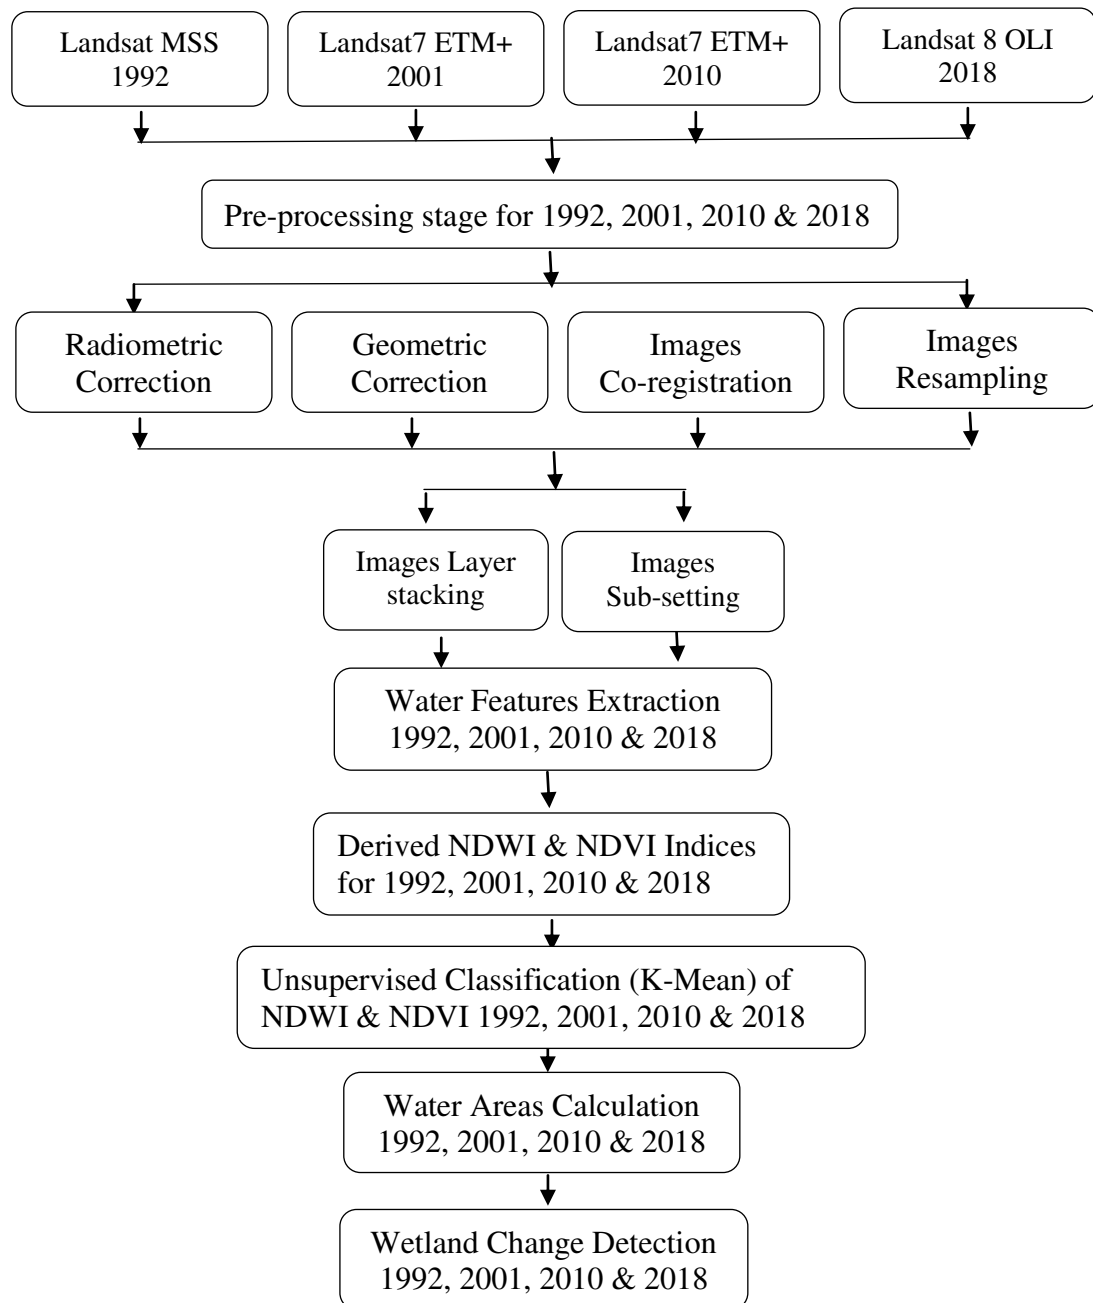 Landsat MSS
1992
Landsat7 ETM+
2001
Landsat7 ETM+
2010
Landsat 8 OLI
2018
Pre-processing stage for 1992, 2001, 2010 & 2018
Radiometric
Correction
Geometric
Correction
Images
Co-registration
Images
Resampling
Images Layer
stacking
Images
Sub-setting
Water Features Extraction
1992, 2001, 2010 & 2018
Derived NDWI & NDVI Indices
for 1992, 2001, 2010 & 2018
Unsupervised Classification (K-Mean) of
NDWI & NDVI 1992, 2001, 2010 & 2018
Water Areas Calculation
1992, 2001, 2010 & 2018
Wetland Change Detection
1992, 2001, 2010 & 2018